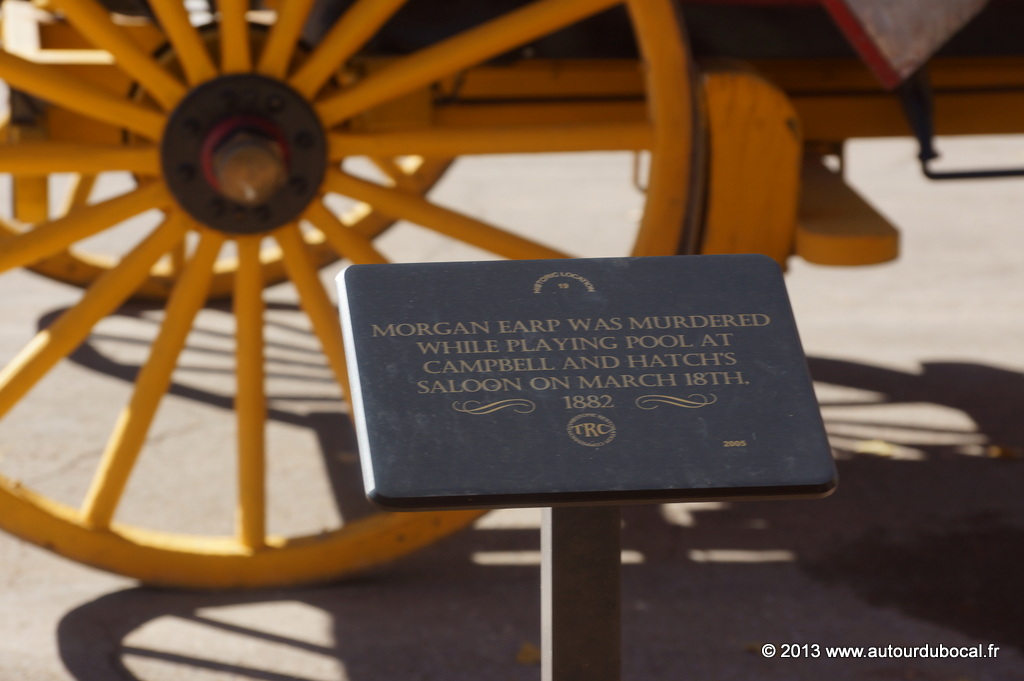 HISTORIC LOCATION
19
MORGAN EARP WAS MURDERED
WHILE PLAYING POOL AT
CAMPBELL AND HATCH'S
SALOON ON MARCH 18TH.
1882
TRC
2005
© 2013 www.autourdubocal.fr